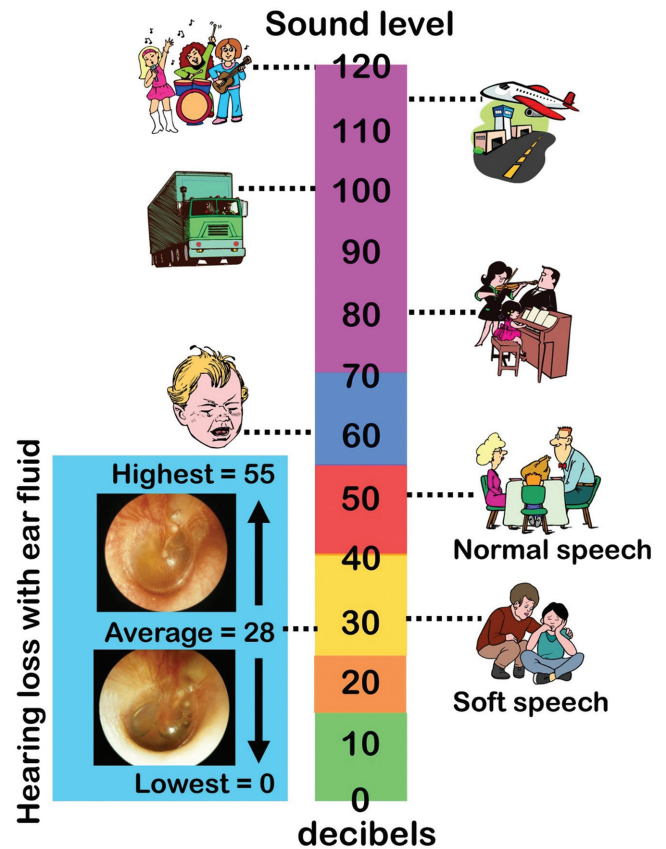 Sound level
120
110
100
90
80
70
60
50
40
30
20
10
0
decibels
Hearing loss with ear fluid
Highest = 55
Average = 28
Lowest = 0
Normal speech
Soft speech